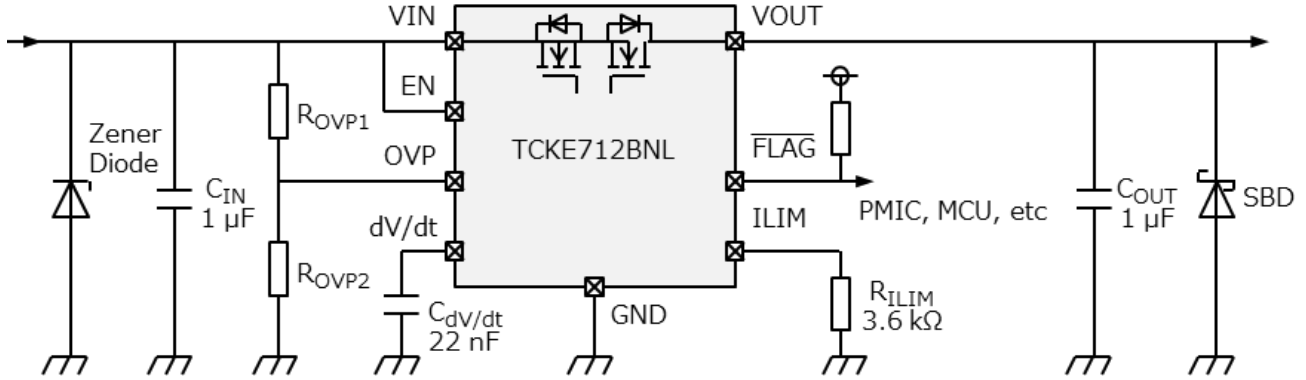 VIN
VOUT
EN
Zener
Diode
R_OVP1
OVP
TCKE712BNL
FLAG
C_IN
1 µF
PMIC, MCU, etc
C_OUT
1 µF
SBD
dV/dt
ILIM
R_OVP2
C_dV/dt
22 nF
GND
R_ILIM
3.6 kΩ